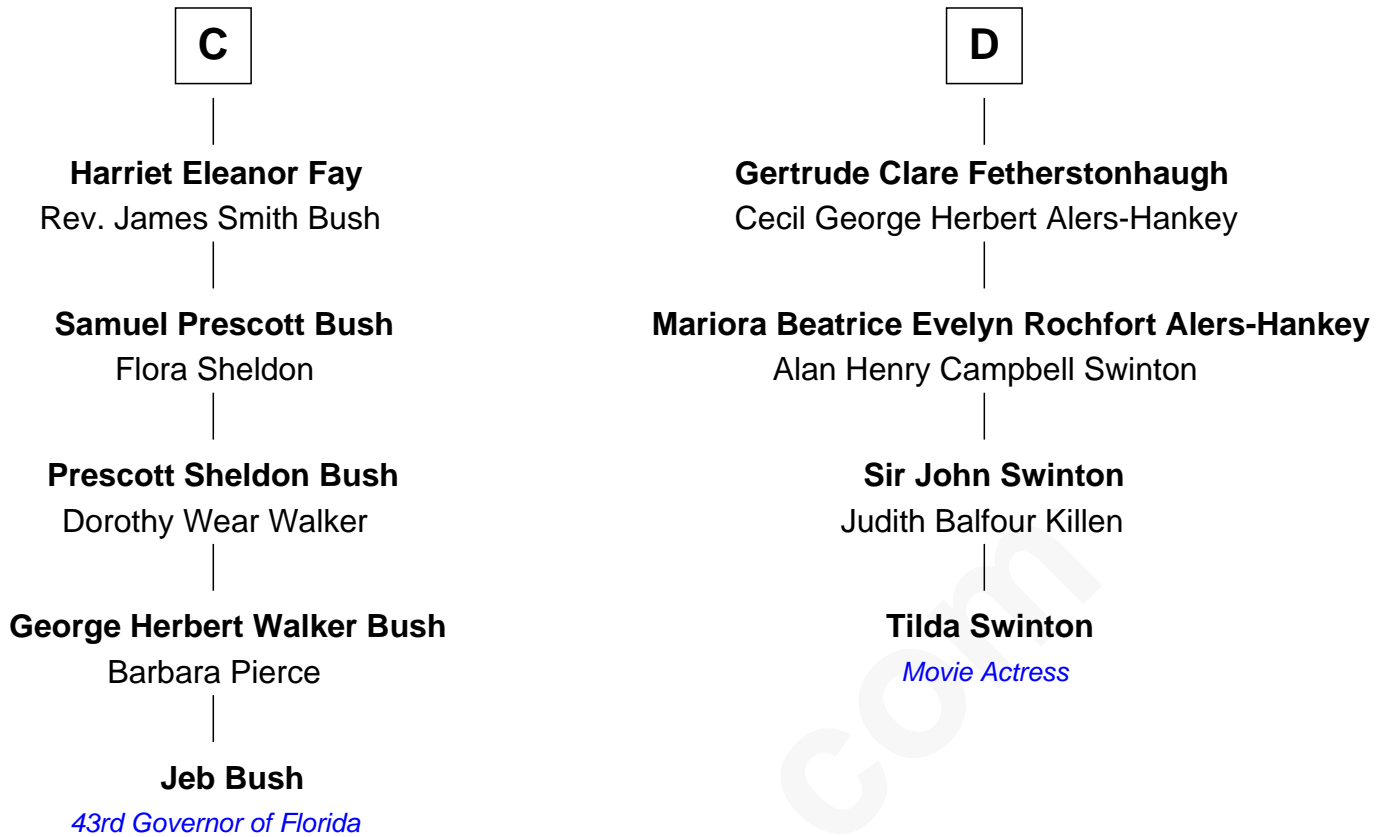 C
Harriet Eleanor Fay
Rev. James Smith Bush
Samuel Prescott Bush
Flora Sheldon
Prescott Sheldon Bush
Dorothy Wear Walker
George Herbert Walker Bush
Barbara Pierce
Jeb Bush
43rd Governor of Florida
D
Gertrude Clare Fetherstonhaugh
Cecil George Herbert Alers-Hankey
Mariora Beatrice Evelyn Rochfort Alers-Hankey
Alan Henry Campbell Swinton
Sir John Swinton
Judith Balfour Killen
Tilda Swinton
Movie Actress
com